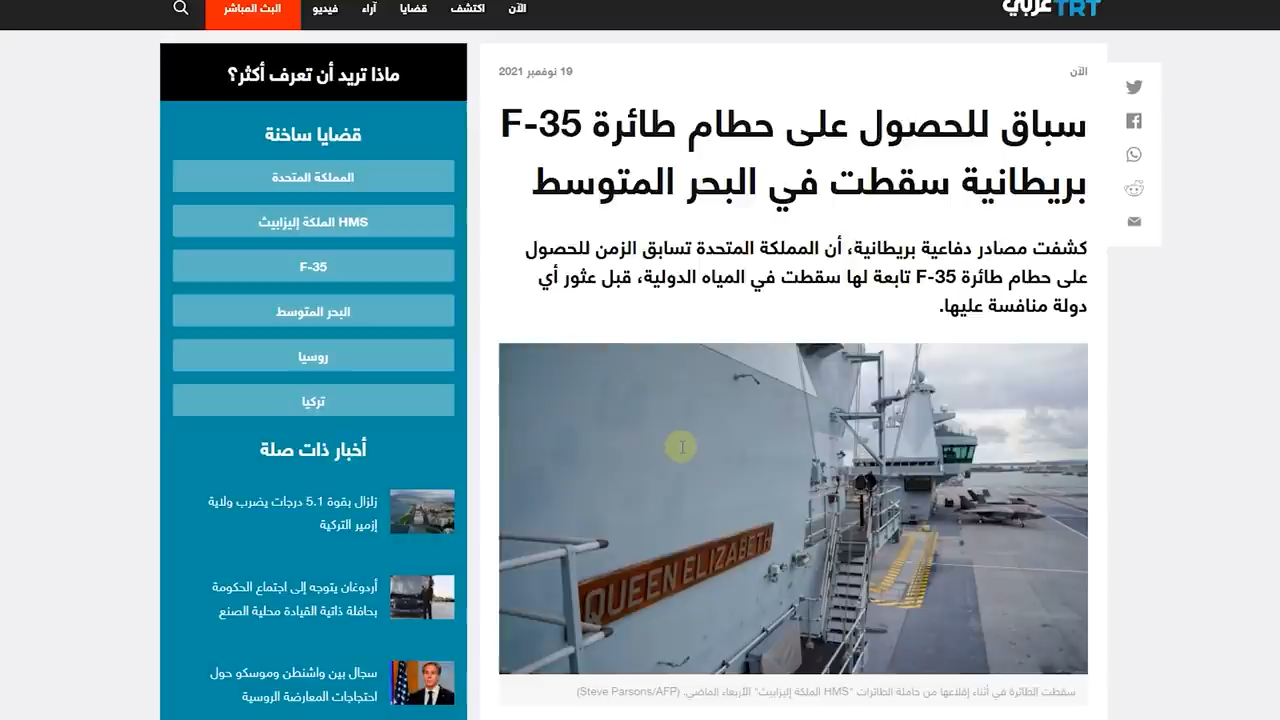 TRT عربي
الآن
اكتشف
قضايا
آراء
فيديو
البث المباشر
الآن
19 نوفمبر 2021
سباق للحصول على حطام طائرة F-35
بريطانية سقطت في البحر المتوسط
كشفت مصادر دفاعية بريطانية، أن المملكة المتحدة تسابق الزمن للحصول
على حطام طائرة F-35 تابعة لها سقطت في المياه الدولية، قبل عثور أي
دولة منافسة عليها.
QUEEN ELIZABETH
سقطت الطائرة في أثناء إقلاعها من حاملة الطائرات "HMS الملكة إليزابيث" الأربعاء الماضي. (Steve Parsons/AFP)
ماذا تريد أن تعرف أكثر؟
قضايا ساخنة
المملكة المتحدة
HMS الملكة إليزابيث
F-35
البحر المتوسط
روسيا
تركيا
أخبار ذات صلة
زلزال بقوة 5.1 درجات يضرب ولاية
إزمير التركية
أردوغان يتوجه إلى اجتماع الحكومة
بحافلة ذاتية القيادة محلية الصنع
سجال بين واشنطن وموسكو حول
احتجاجات المعارضة الروسية